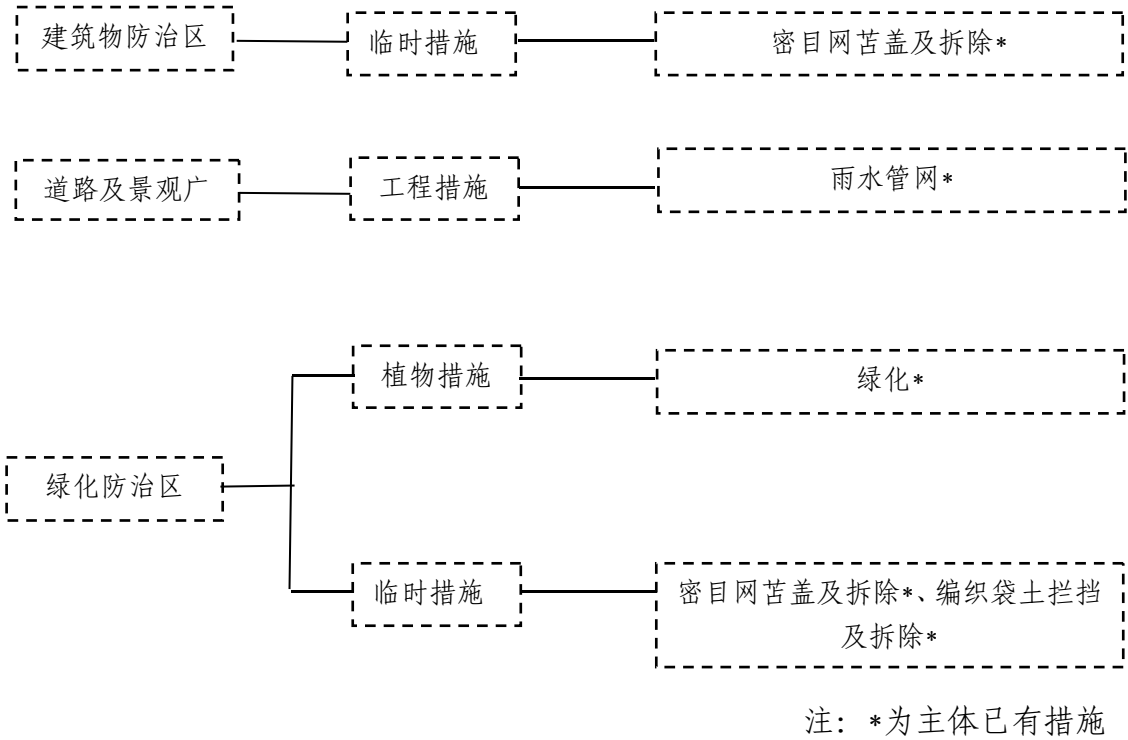 建筑物防治区
临时措施
密目网苫盖及拆除*
道路及景观广
工程措施
雨水管网*
植物措施
绿化*
绿化防治区
临时措施
密目网苫盖及拆除*、编织袋土拦挡
及拆除*
注：*为主体已有措施